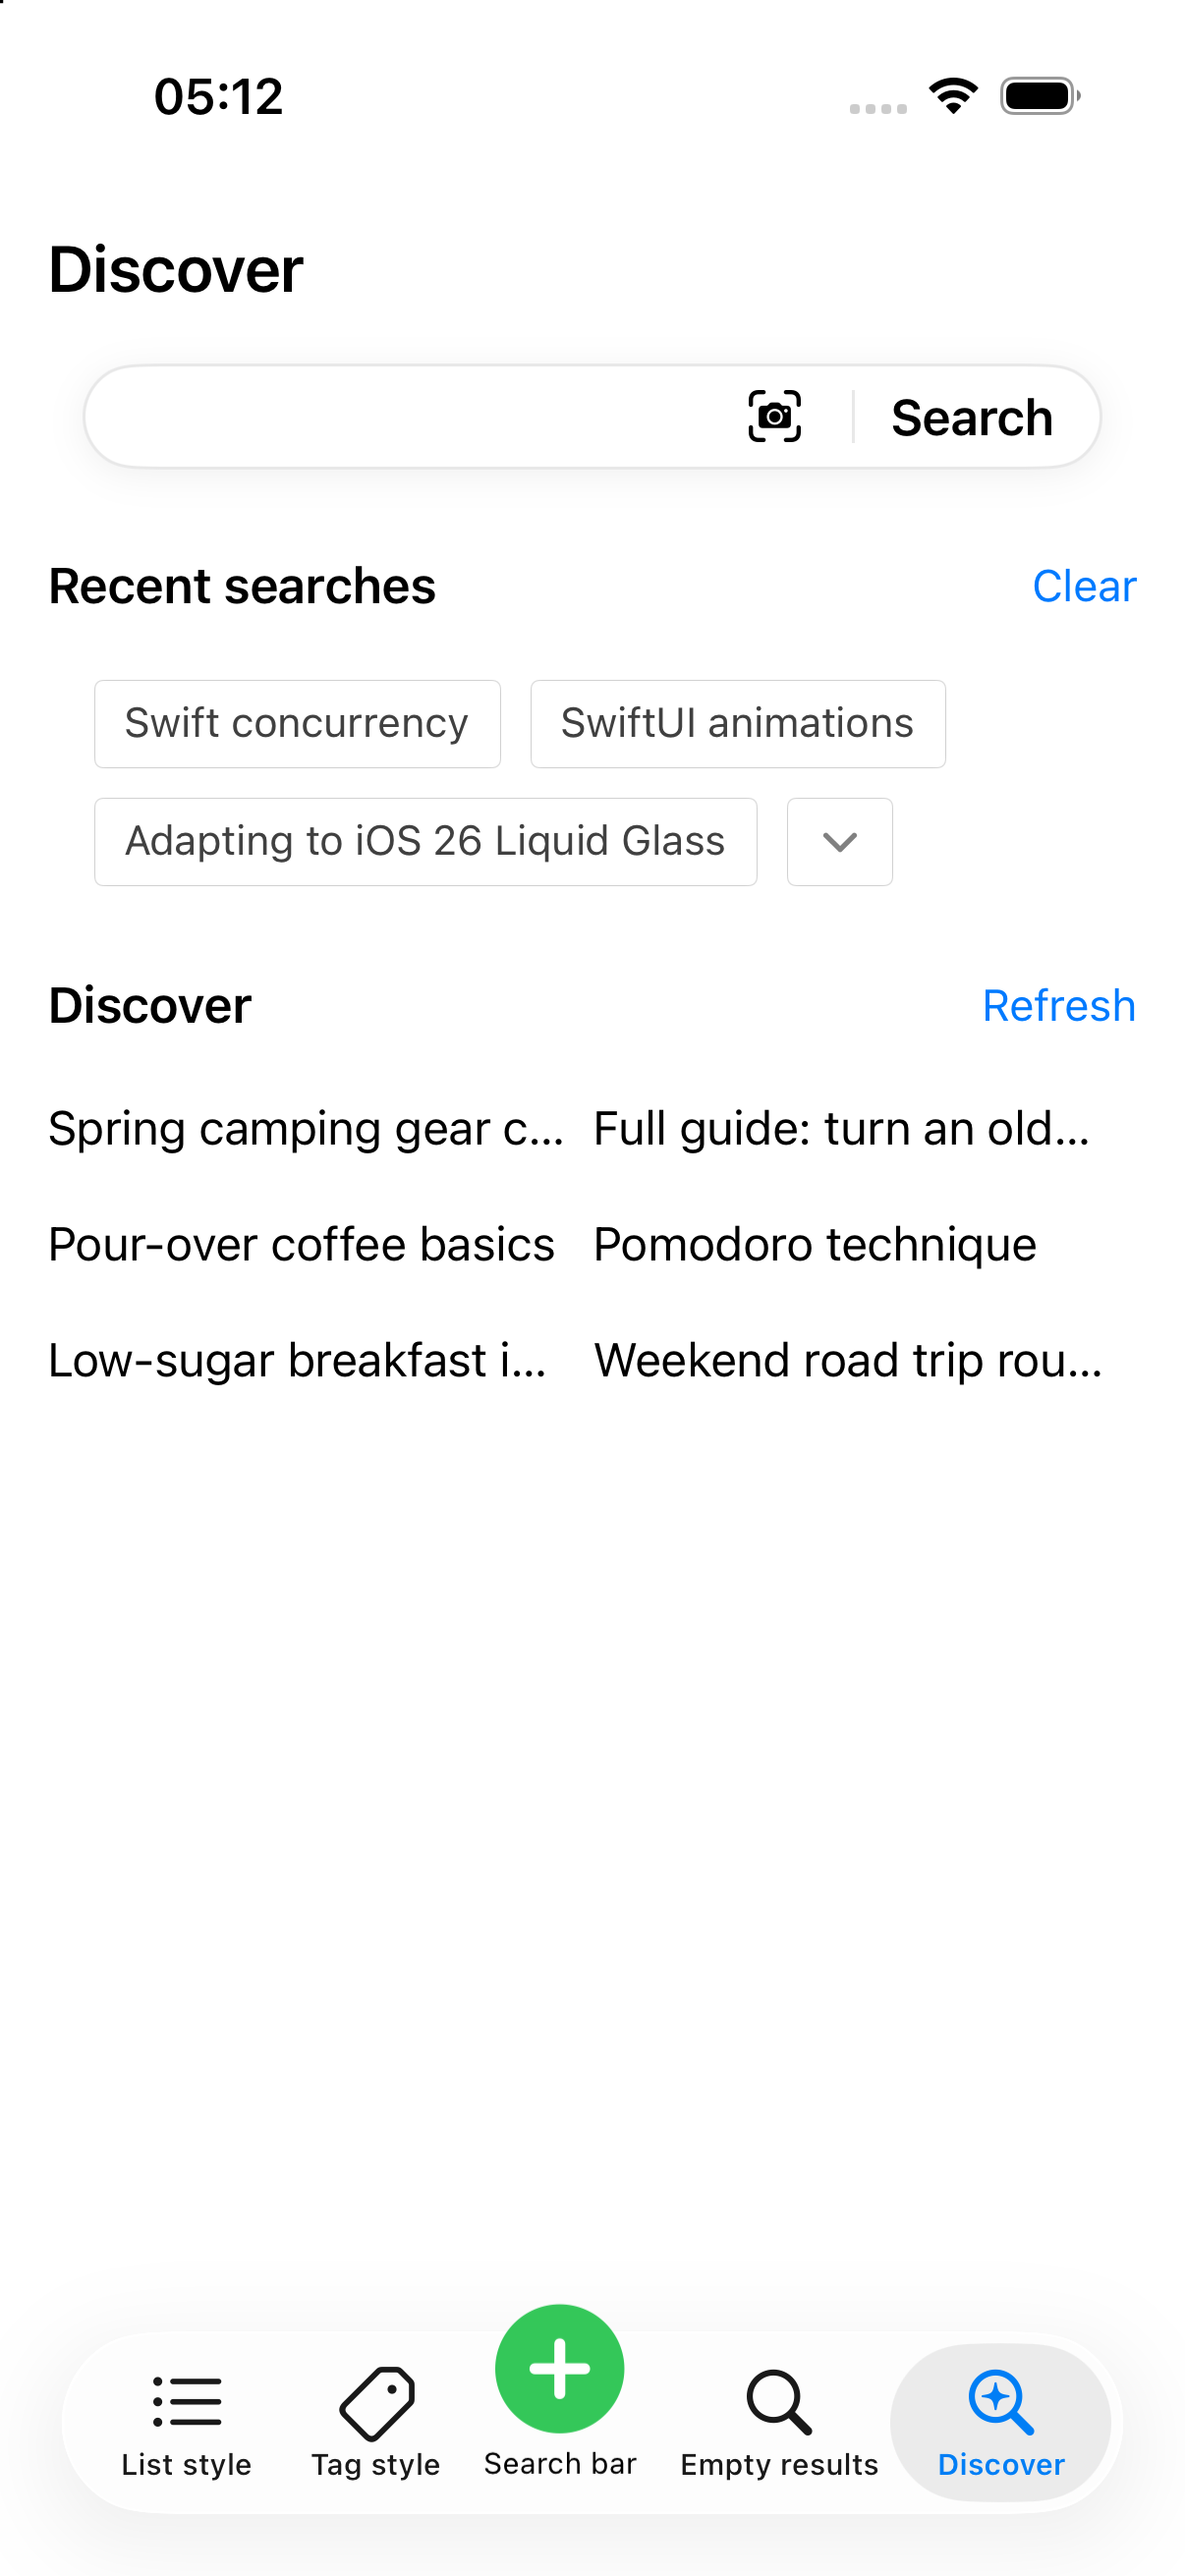 05:12
Discover
Search
Recent searches
Clear
Swift concurrency
SwiftUI animations
Adapting to iOS 26 Liquid Glass
Discover
Refresh
Spring camping gear c...
Full guide: turn an old...
Pour-over coffee basics
Pomodoro technique
Low-sugar breakfast i...
Weekend road trip rou...
List style
Tag style
Search bar
Empty results
Discover